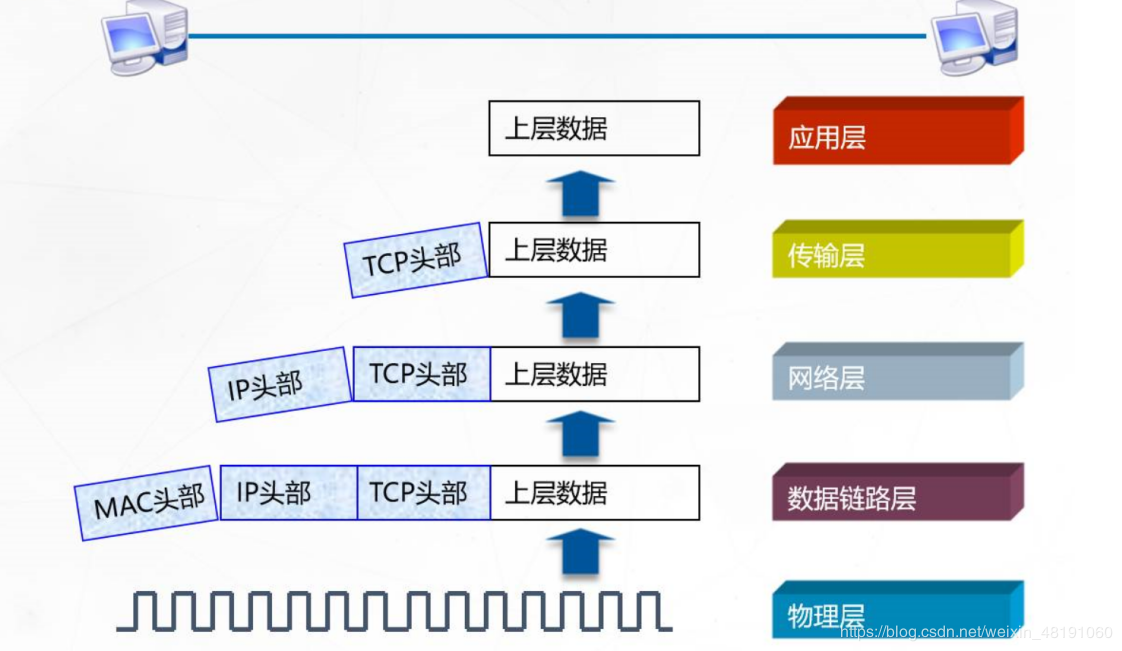 上层数据
应用层
TCP头部 上层数据
传输层
IP头部 TCP头部 上层数据
网络层
MAC头部 IP头部 TCP头部 上层数据
数据链路层
物理层
https://blog.csdn.net/weixin_48191060